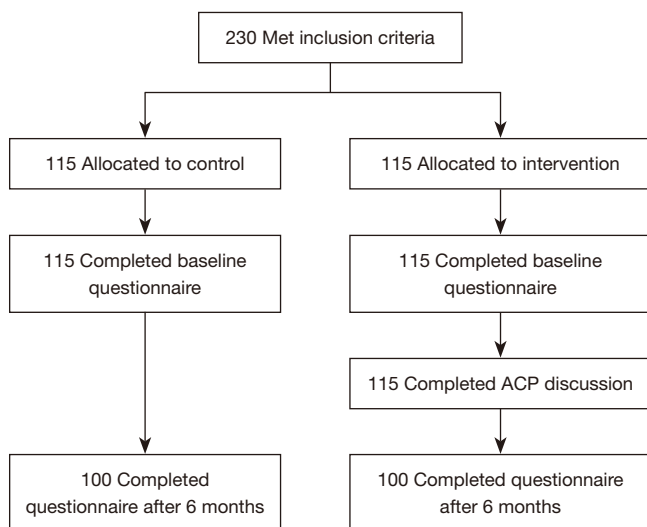 230 Met inclusion criteria
115 Allocated to control
115 Allocated to intervention
115 Completed baseline
questionnaire
115 Completed baseline
questionnaire
115 Completed ACP discussion
100 Completed
questionnaire after 6 months
100 Completed questionnaire
after 6 months